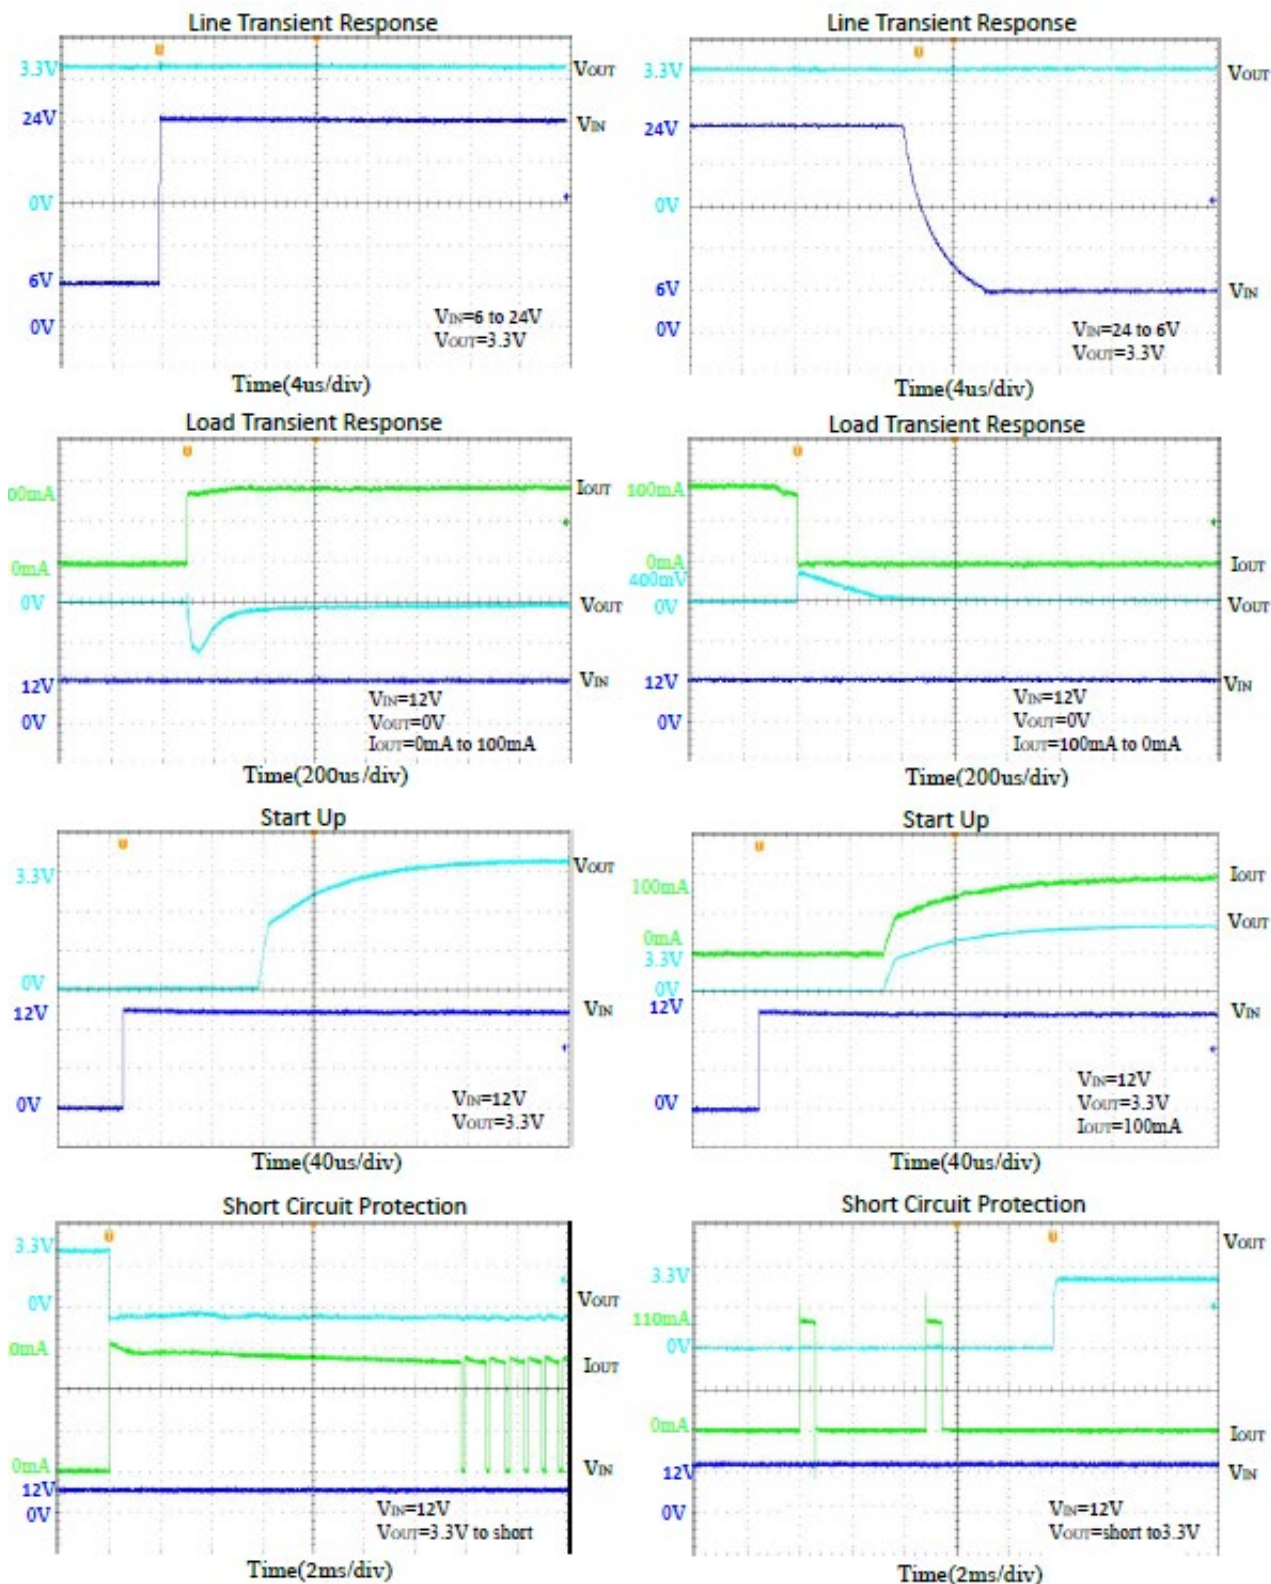 Line Transient Response
3.3V
VOUT
24V
VIN
0V
6V
0V
VIN=6 to 24V
VOUT=3.3V
Time(4us/div)
Line Transient Response
3.3V
VOUT
24V
0V
6V
VIN
0V
VIN=24 to 6V
VOUT=3.3V
Time(4us/div)
Load Transient Response
00mA
IOUT
0mA
0V
VOUT
12V
VIN
0V
VIN=12V
VOUT=0V
IOUT=0mA to 100mA
Time(200us/div)
Load Transient Response
100mA
0mA
IOUT
400mV
0V
VOUT
12V
VIN
0V
VIN=12V
VOUT=0V
IOUT=100mA to 0mA
Time(200us/div)
Start Up
3.3V
VOUT
0V
12V
VIN
0V
VIN=12V
VOUT=3.3V
Time(40us/div)
Start Up
100mA
IOUT
VOUT
0mA
3.3V
0V
12V
VIN
0V
VIN=12V
VOUT=3.3V
IOUT=100mA
Time(40us/div)
Short Circuit Protection
3.3V
0V
VOUT
0mA
IOUT
0mA
VIN
12V
0V
VIN=12V
VOUT=3.3V to short
Time(2ms/div)
Short Circuit Protection
VOUT
3.3V
110mA
0V
0mA
IOUT
12V
VIN
0V
VIN=12V
VOUT=short to3.3V
Time(2ms/div)